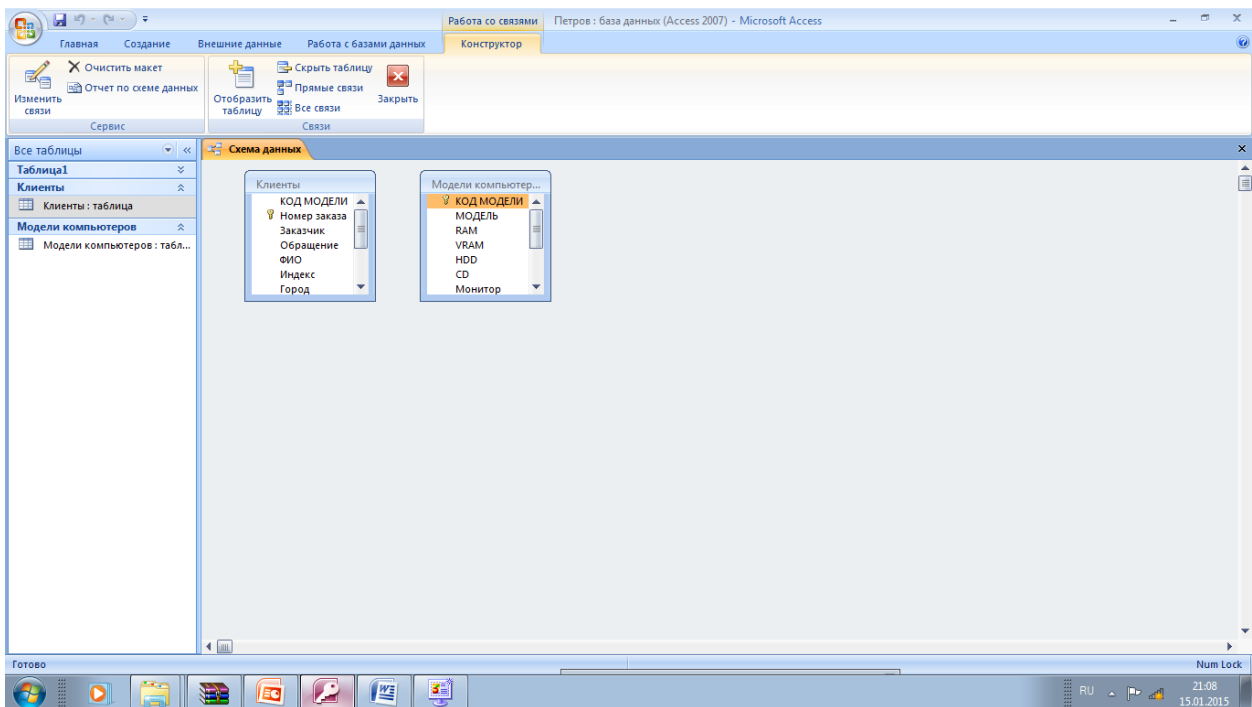 Работа со связями Петров : база данных (Access 2007) - Microsoft Access
Главная Создание Внешние данные Работа с базами данных Конструктор
Изменить связи
Очистить макет
Отчет по схеме данных
Сервис
Отобразить таблицу
Скрыть таблицу
Прямые связи
Все связи
Закрыть
Связи
Все таблицы
Таблица1
Клиенты
Клиенты : таблица
Модели компьютеров
Модели компьютеров : табл...
Схема данных
Клиенты
КОД МОДЕЛИ
Номер заказа
Заказчик
Обращение
ФИО
Индекс
Город
Модели компьютер...
КОД МОДЕЛИ
МОДЕЛЬ
RAM
VRAM
HDD
CD
Монитор
Готово
Num Lock
RU
21:08
15.01.2015